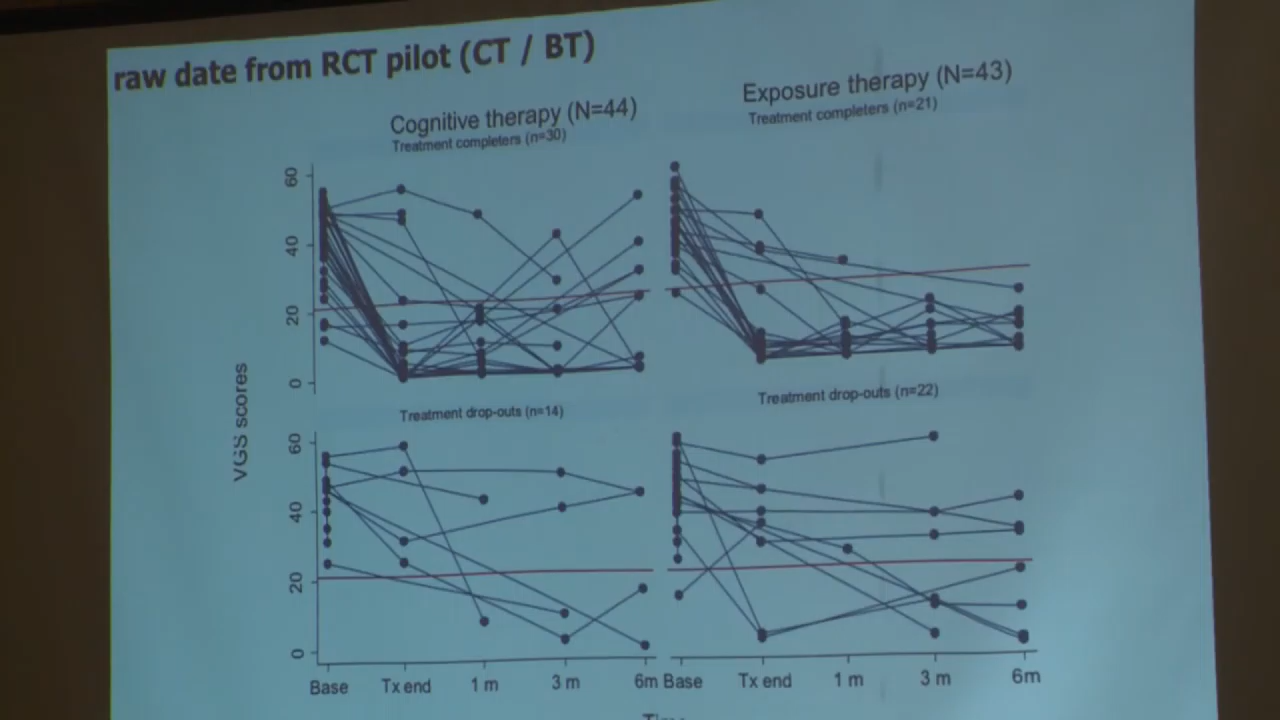 raw date from RCT pilot (CT / BT)
Cognitive therapy (N=44)
Treatment completers (n=30)
Exposure therapy (N=43)
Treatment completers (n=21)
60
40
20
0
VGS scores
Treatment drop-outs (n=14)
Treatment drop-outs (n=22)
60
40
20
0
Base Tx end 1 m 3 m 6m Base Tx end 1 m 3 m 6m